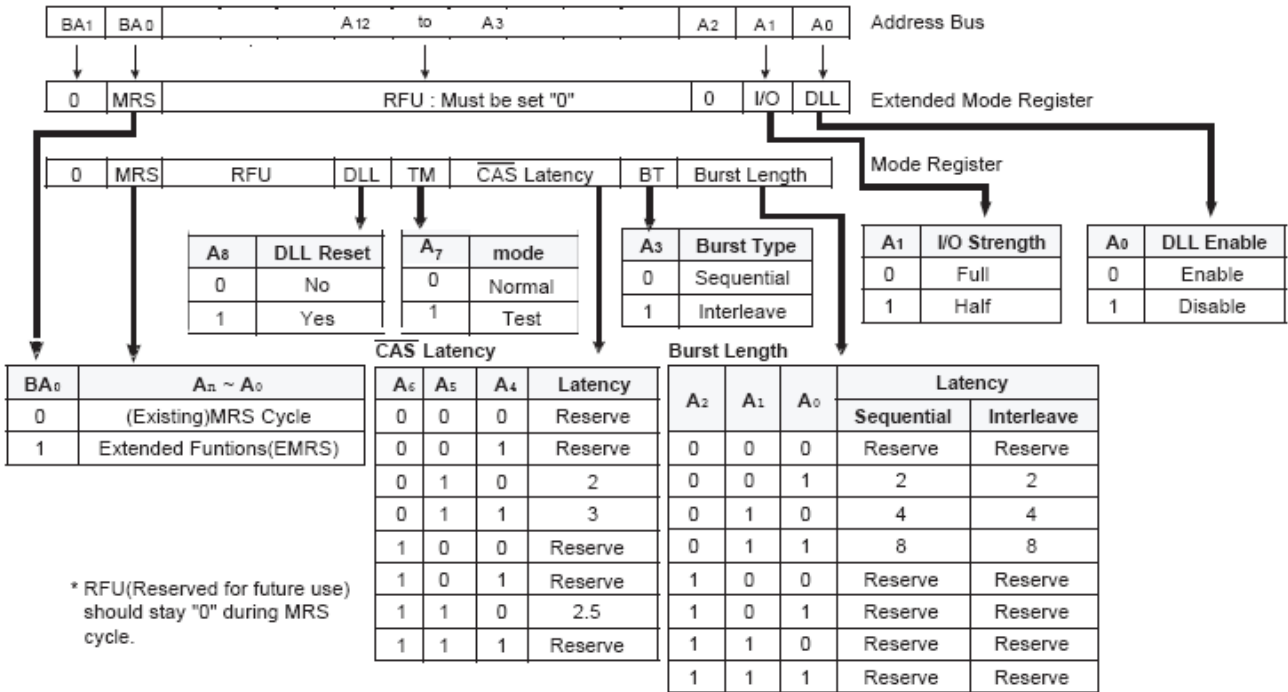 BA1 BA0 A12 to A3 A2 A1 A0 Address Bus
0 MRS RFU : Must be set "0" 0 I/O DLL Extended Mode Register
0 MRS RFU DLL TM CAS Latency BT Burst Length Mode Register
A8 DLL Reset
0 No
1 Yes
A7 mode
0 Normal
1 Test
A3 Burst Type
0 Sequential
1 Interleave
A1 I/O Strength
0 Full
1 Half
A0 DLL Enable
0 Enable
1 Disable
BA0 An ~ A0
0 (Existing)MRS Cycle
1 Extended Funtions(EMRS)
CAS Latency
A6 A5 A4 Latency
0 0 0 Reserve
0 0 1 Reserve
0 1 0 2
0 1 1 3
1 0 0 Reserve
1 0 1 Reserve
1 1 0 2.5
1 1 1 Reserve
Burst Length
A2 A1 A0 Latency
Sequential Interleave
0 0 0 Reserve Reserve
0 0 1 2 2
0 1 0 4 4
0 1 1 8 8
1 0 0 Reserve Reserve
1 0 1 Reserve Reserve
1 1 0 Reserve Reserve
1 1 1 Reserve Reserve
* RFU(Reserved for future use)
should stay "0" during MRS
cycle.